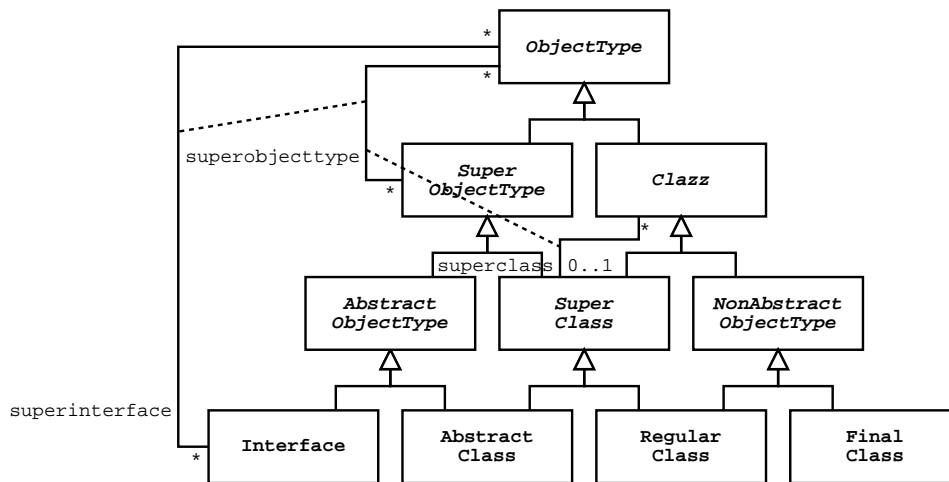 *
ObjectType
*
superobjecttype
Super
ObjectType
Clazz
*
*
superclass
0..1
Abstract
ObjectType
Super
Class
NonAbstract
ObjectType
superinterface
Interface
Abstract
Class
Regular
Class
Final
Class
*